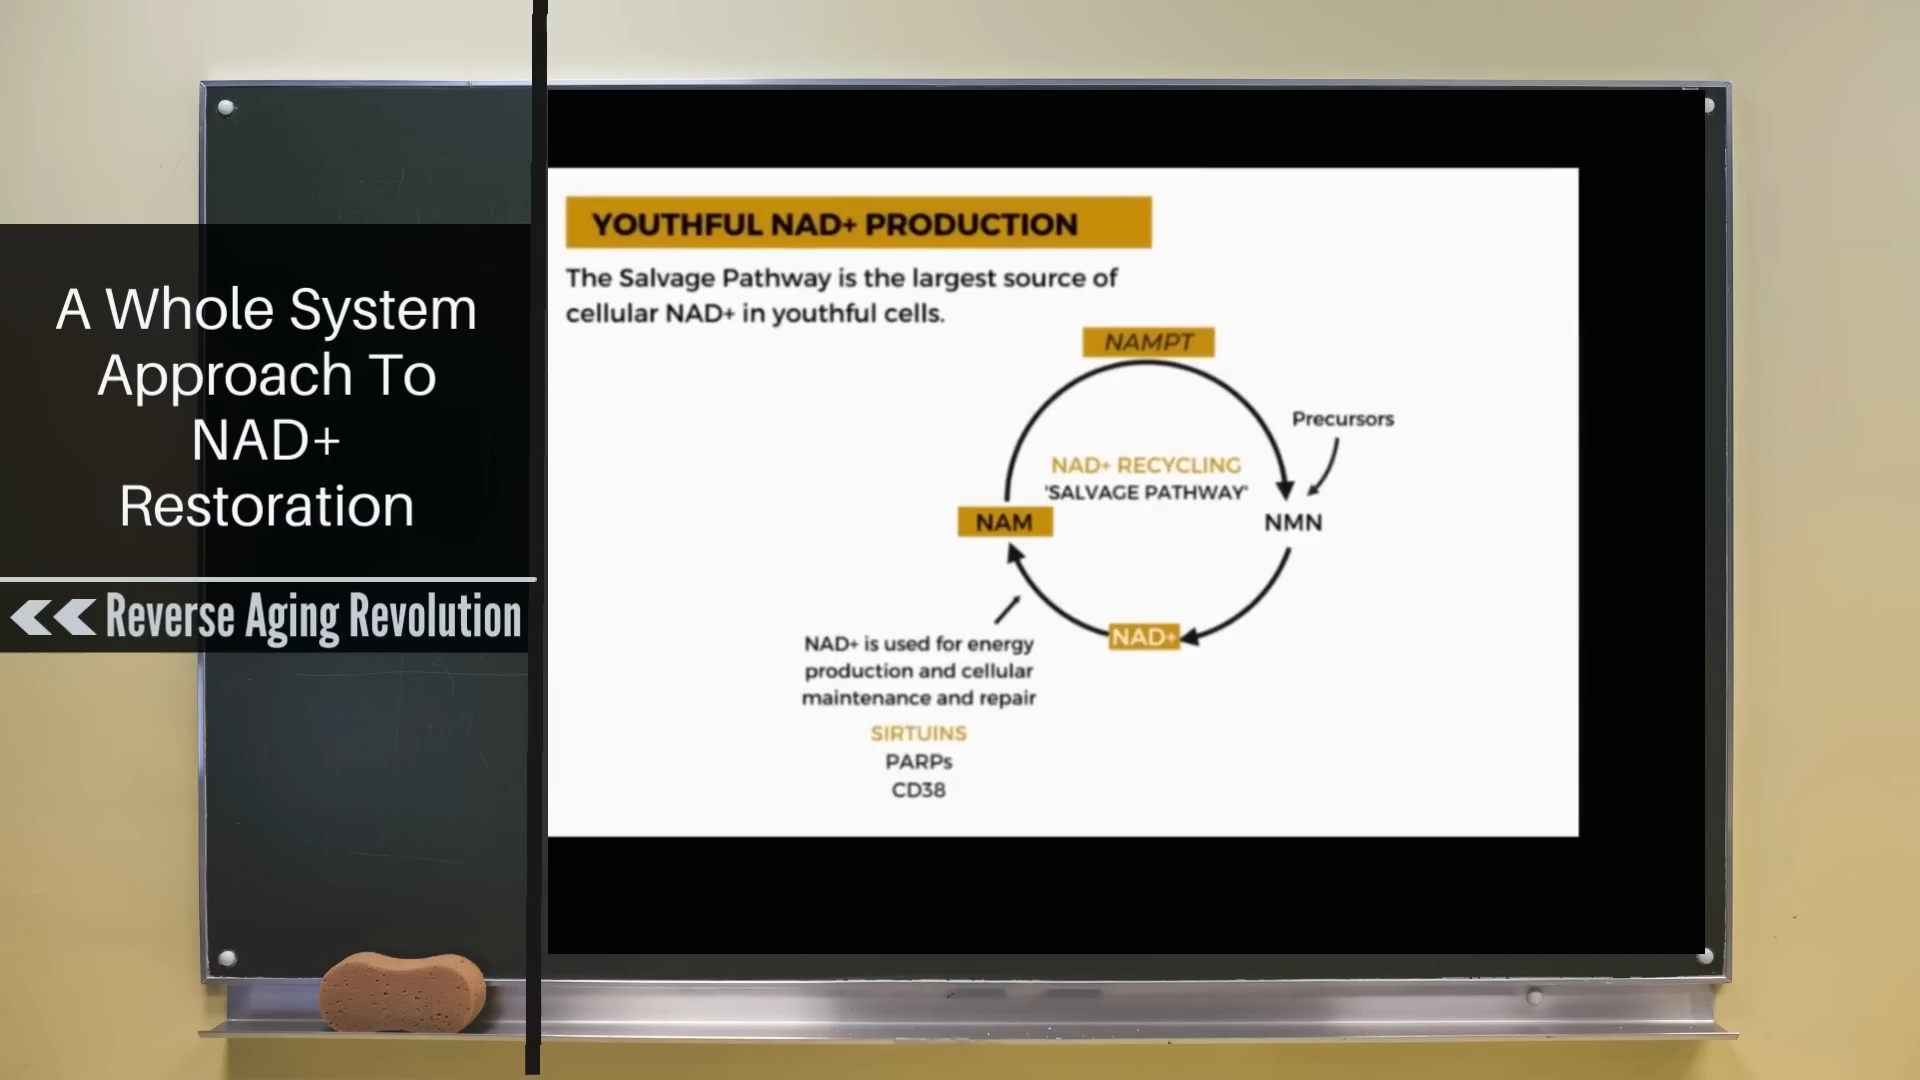 A Whole System
Approach To
NAD+
Restoration
Reverse Aging Revolution
YOUTHFUL NAD+ PRODUCTION
The Salvage Pathway is the largest source of
cellular NAD+ in youthful cells.
NAMPT
Precursors
NAD+ RECYCLING
'SALVAGE PATHWAY'
NAM
NMN
NAD+
NAD+ is used for energy
production and cellular
maintenance and repair
SIRTUINS
PARPs
CD38